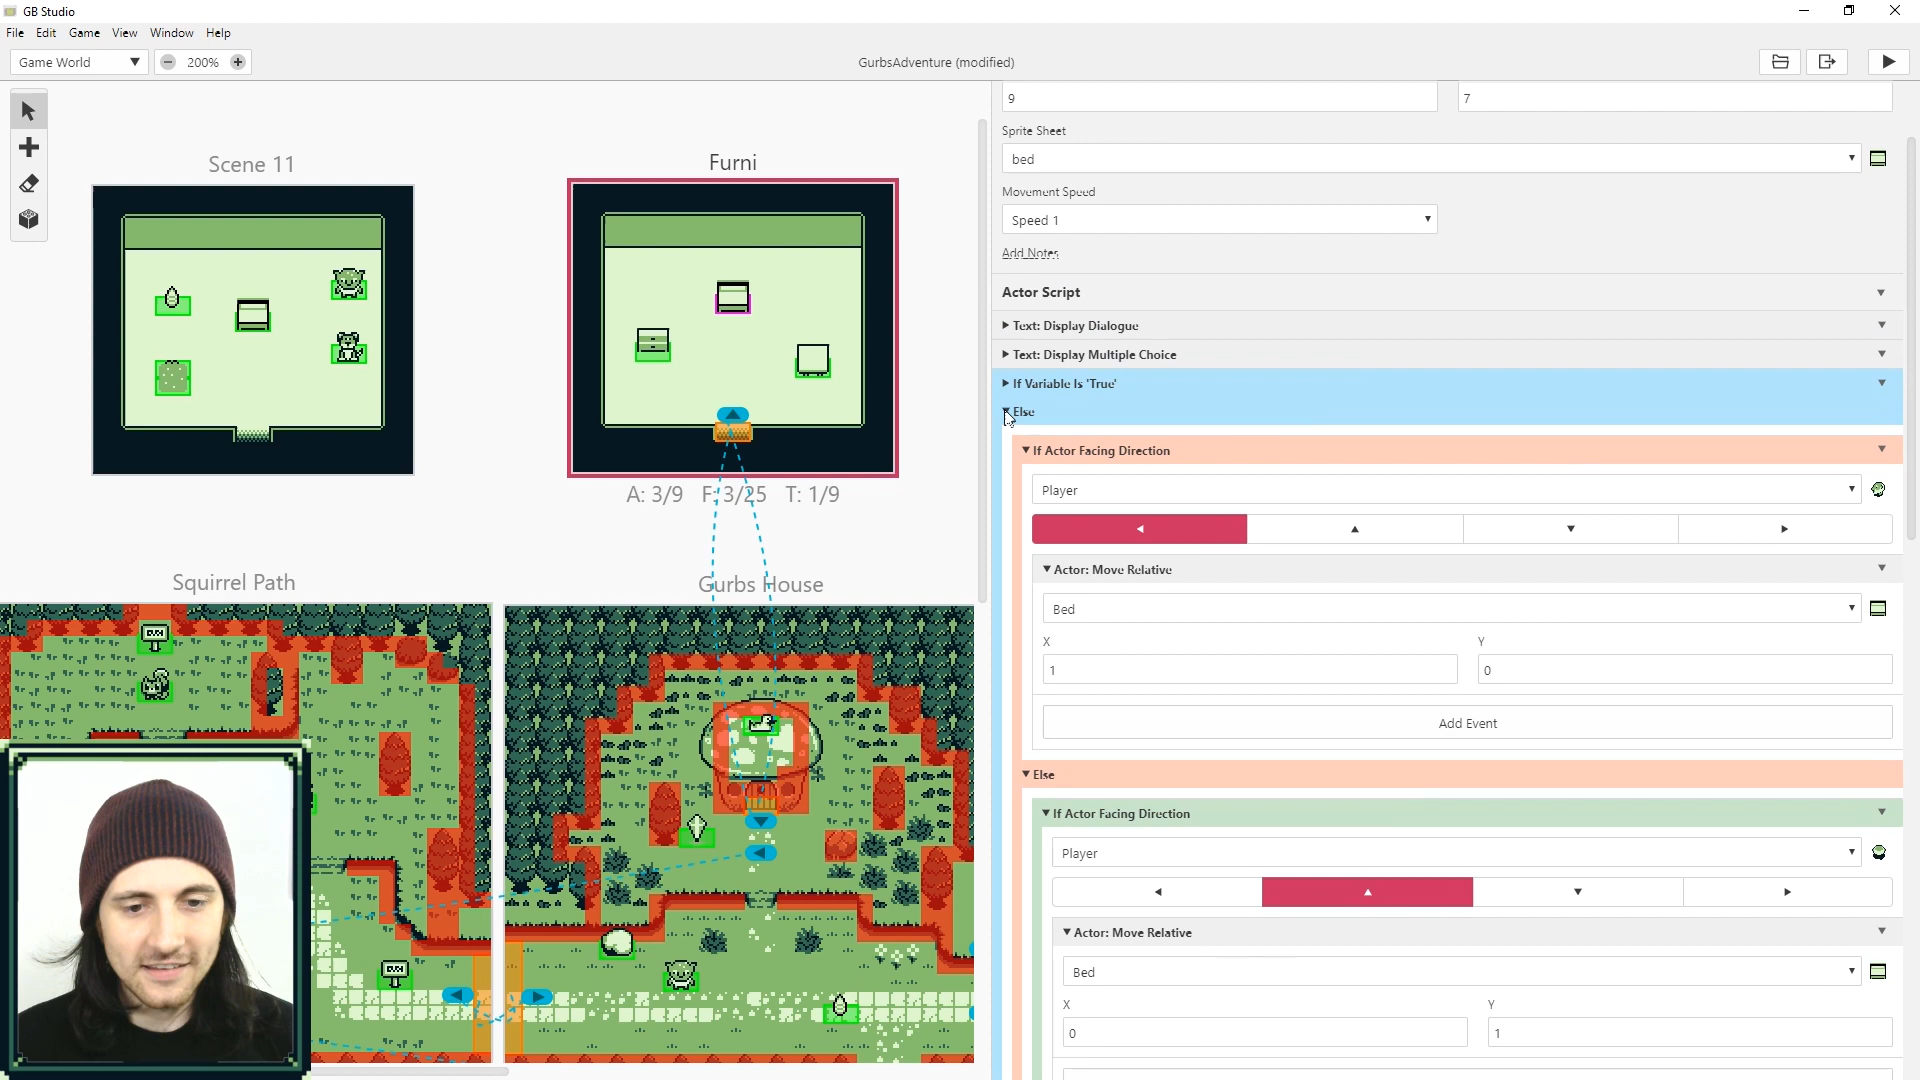 GB Studio
File Edit Game View Window Help
Game World
200%
GurbsAdventure (modified)
Scene 11
Furni
A: 3/9 F: 3/25 T: 1/9
Squirrel Path
Gurbs House
9
7
Sprite Sheet
bed
Movement Speed
Speed 1
Add Notes
Actor Script
Text: Display Dialogue
Text: Display Multiple Choice
If Variable Is 'True'
Else
If Actor Facing Direction
Player
Actor: Move Relative
Bed
X
Y
1
0
Add Event
Else
If Actor Facing Direction
Player
Actor: Move Relative
Bed
X
Y
0
1